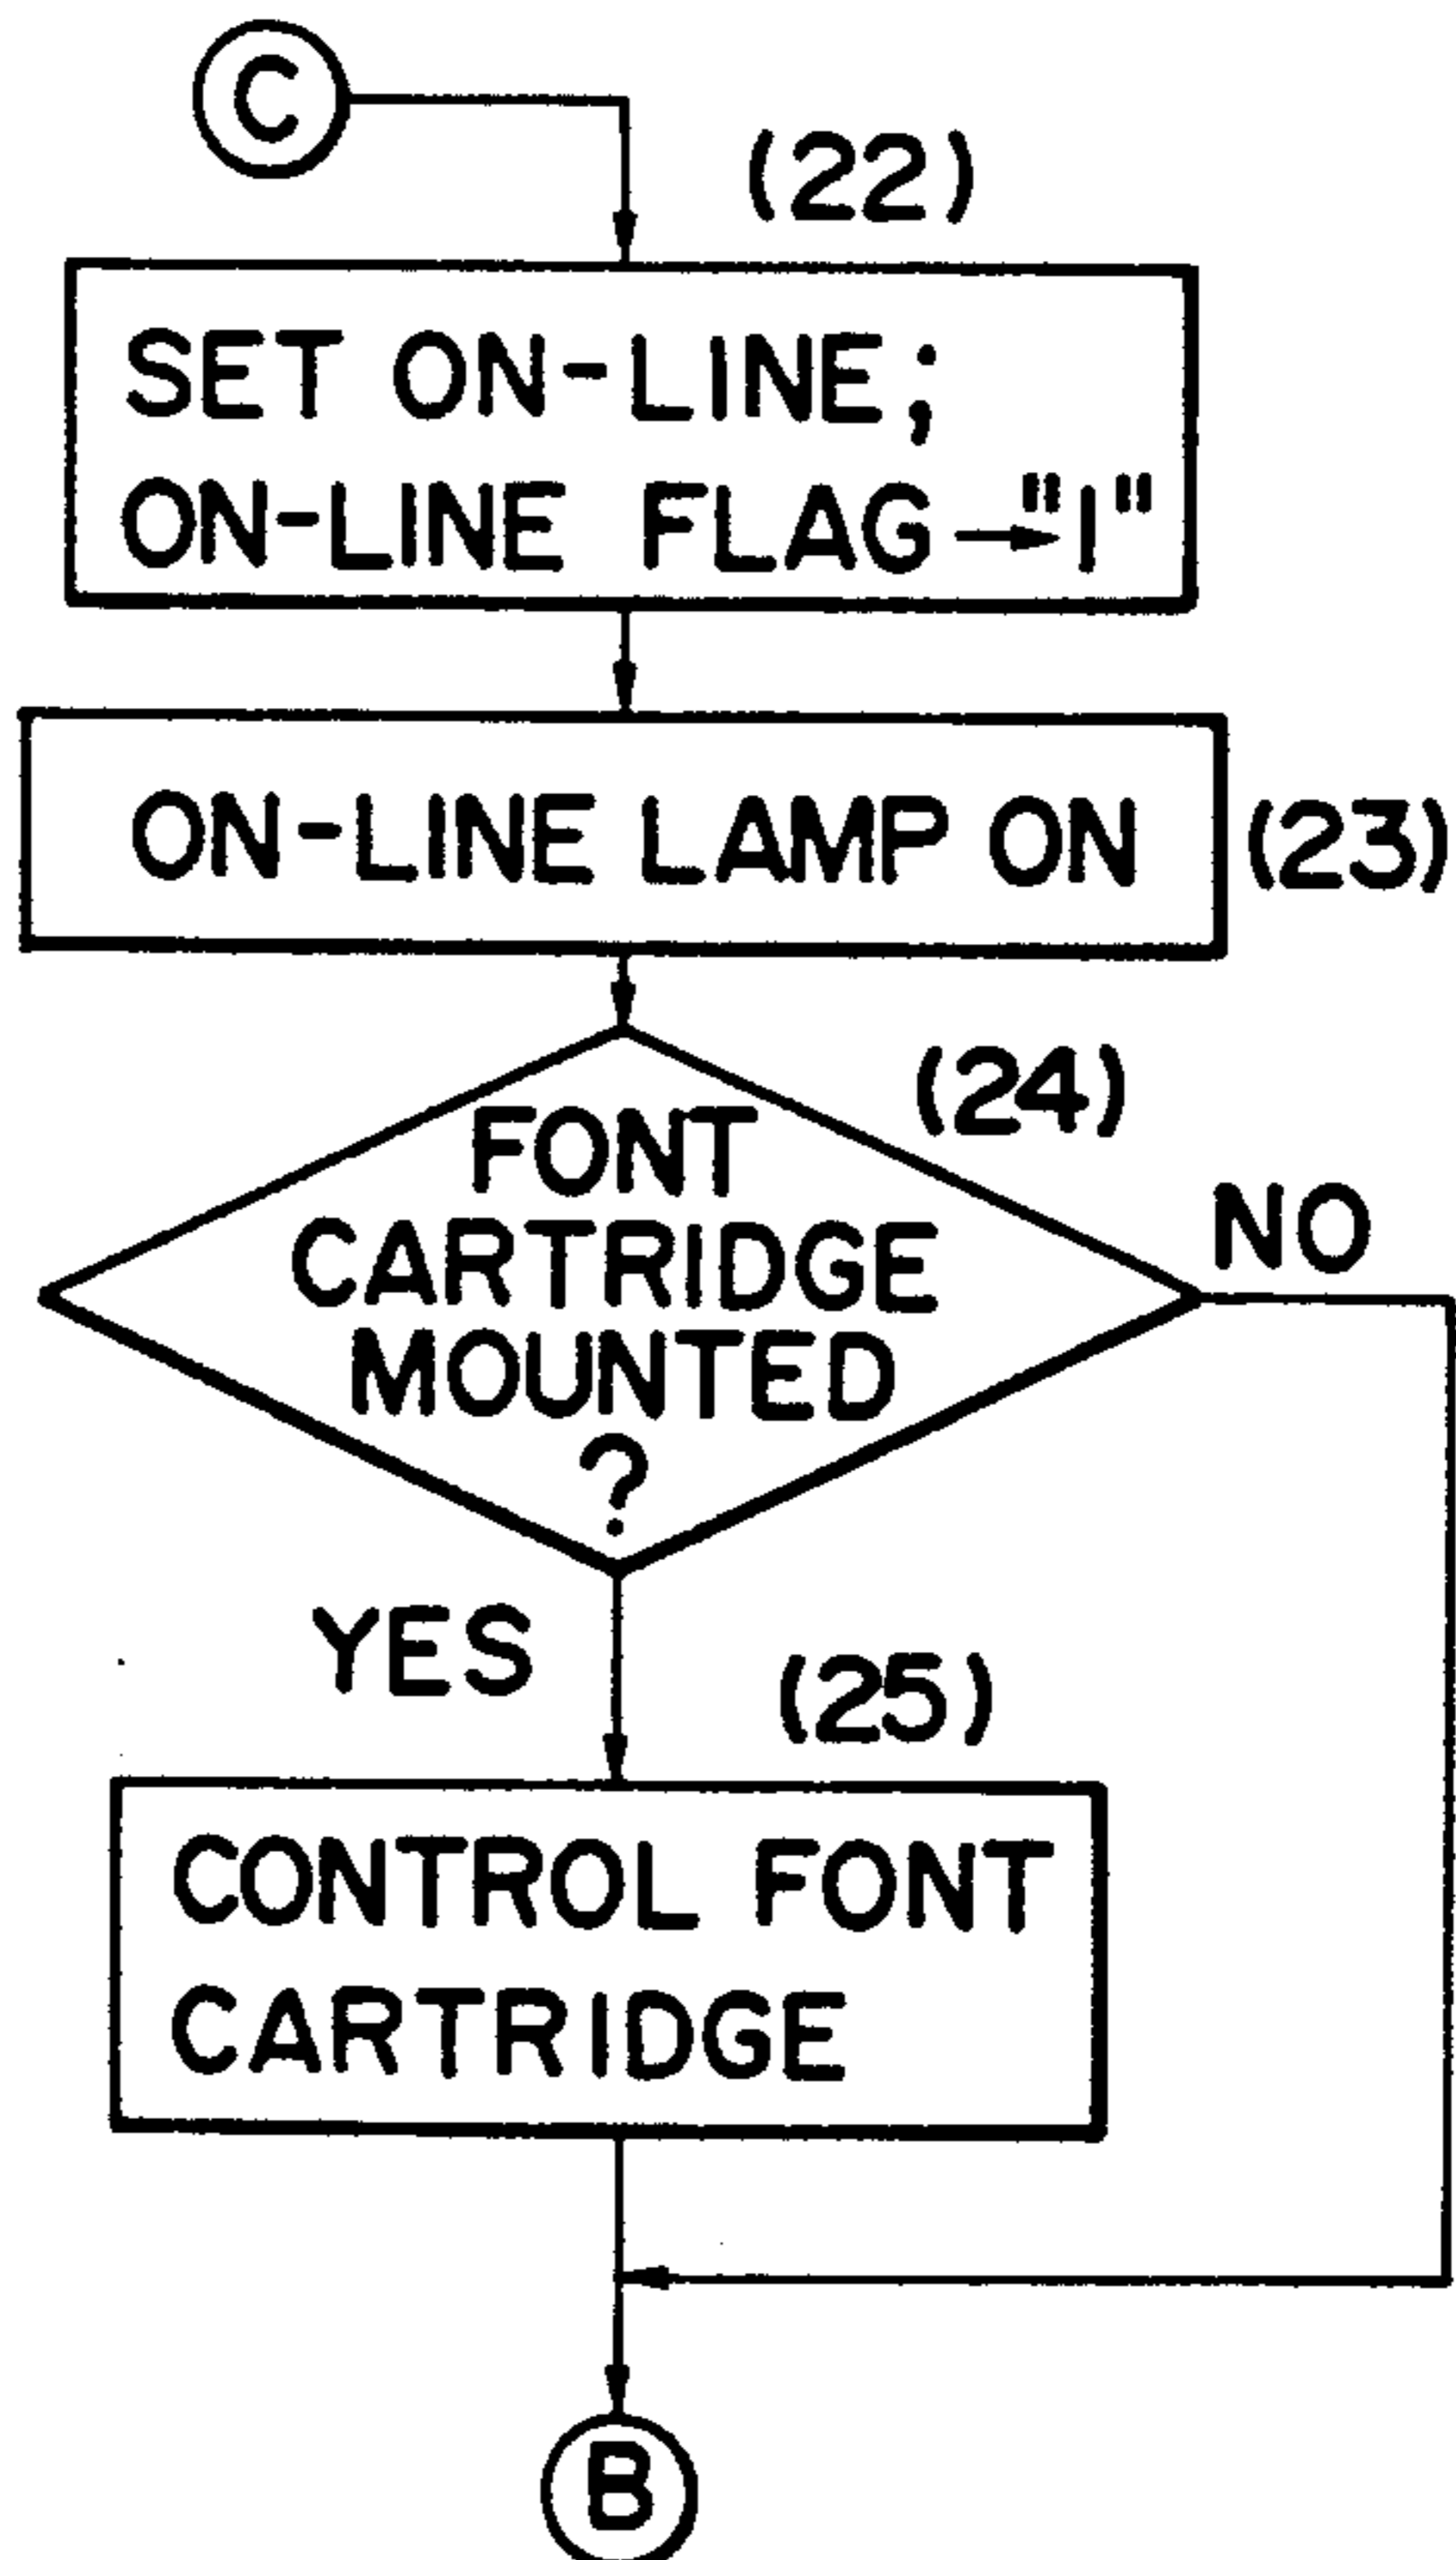 C
(22)
SET ON-LINE;
ON-LINE FLAG→"1"
ON-LINE LAMP ON
(23)
(24)
FONT
CARTRIDGE
MOUNTED
?
NO
YES
(25)
CONTROL FONT
CARTRIDGE
B